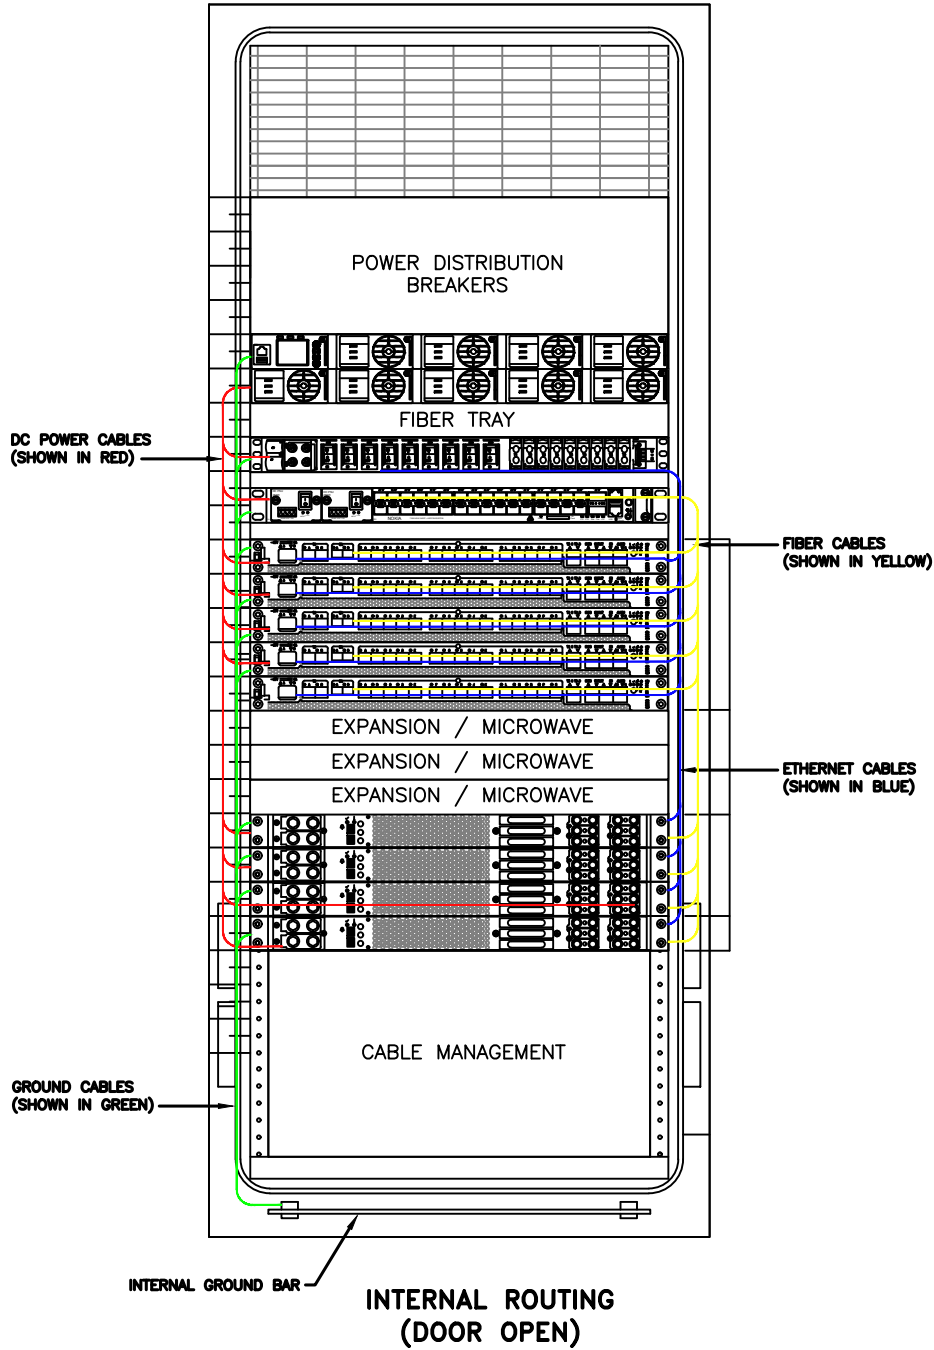 POWER DISTRIBUTION
BREAKERS
FIBER TRAY
DC POWER CABLES
(SHOWN IN RED)
NOKIA
FIBER CABLES
(SHOWN IN YELLOW)
EXPANSION / MICROWAVE
EXPANSION / MICROWAVE
EXPANSION / MICROWAVE
ETHERNET CABLES
(SHOWN IN BLUE)
CABLE MANAGEMENT
GROUND CABLES
(SHOWN IN GREEN)
INTERNAL GROUND BAR
INTERNAL ROUTING
(DOOR OPEN)